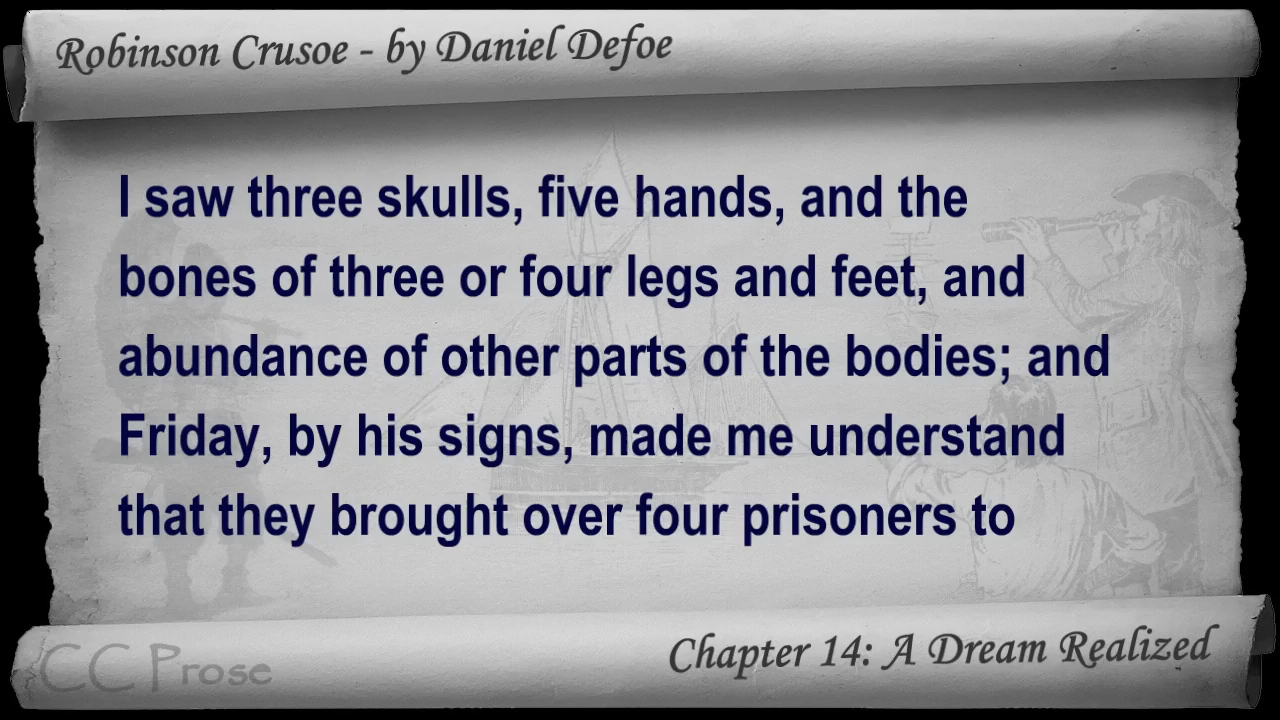 Robinson Crusoe - by Daniel Defoe
I saw three skulls, five hands, and the
bones of three or four legs and feet, and
abundance of other parts of the bodies; and
Friday, by his signs, made me understand
that they brought over four prisoners to
CC Prose
Chapter 14: A Dream Realized